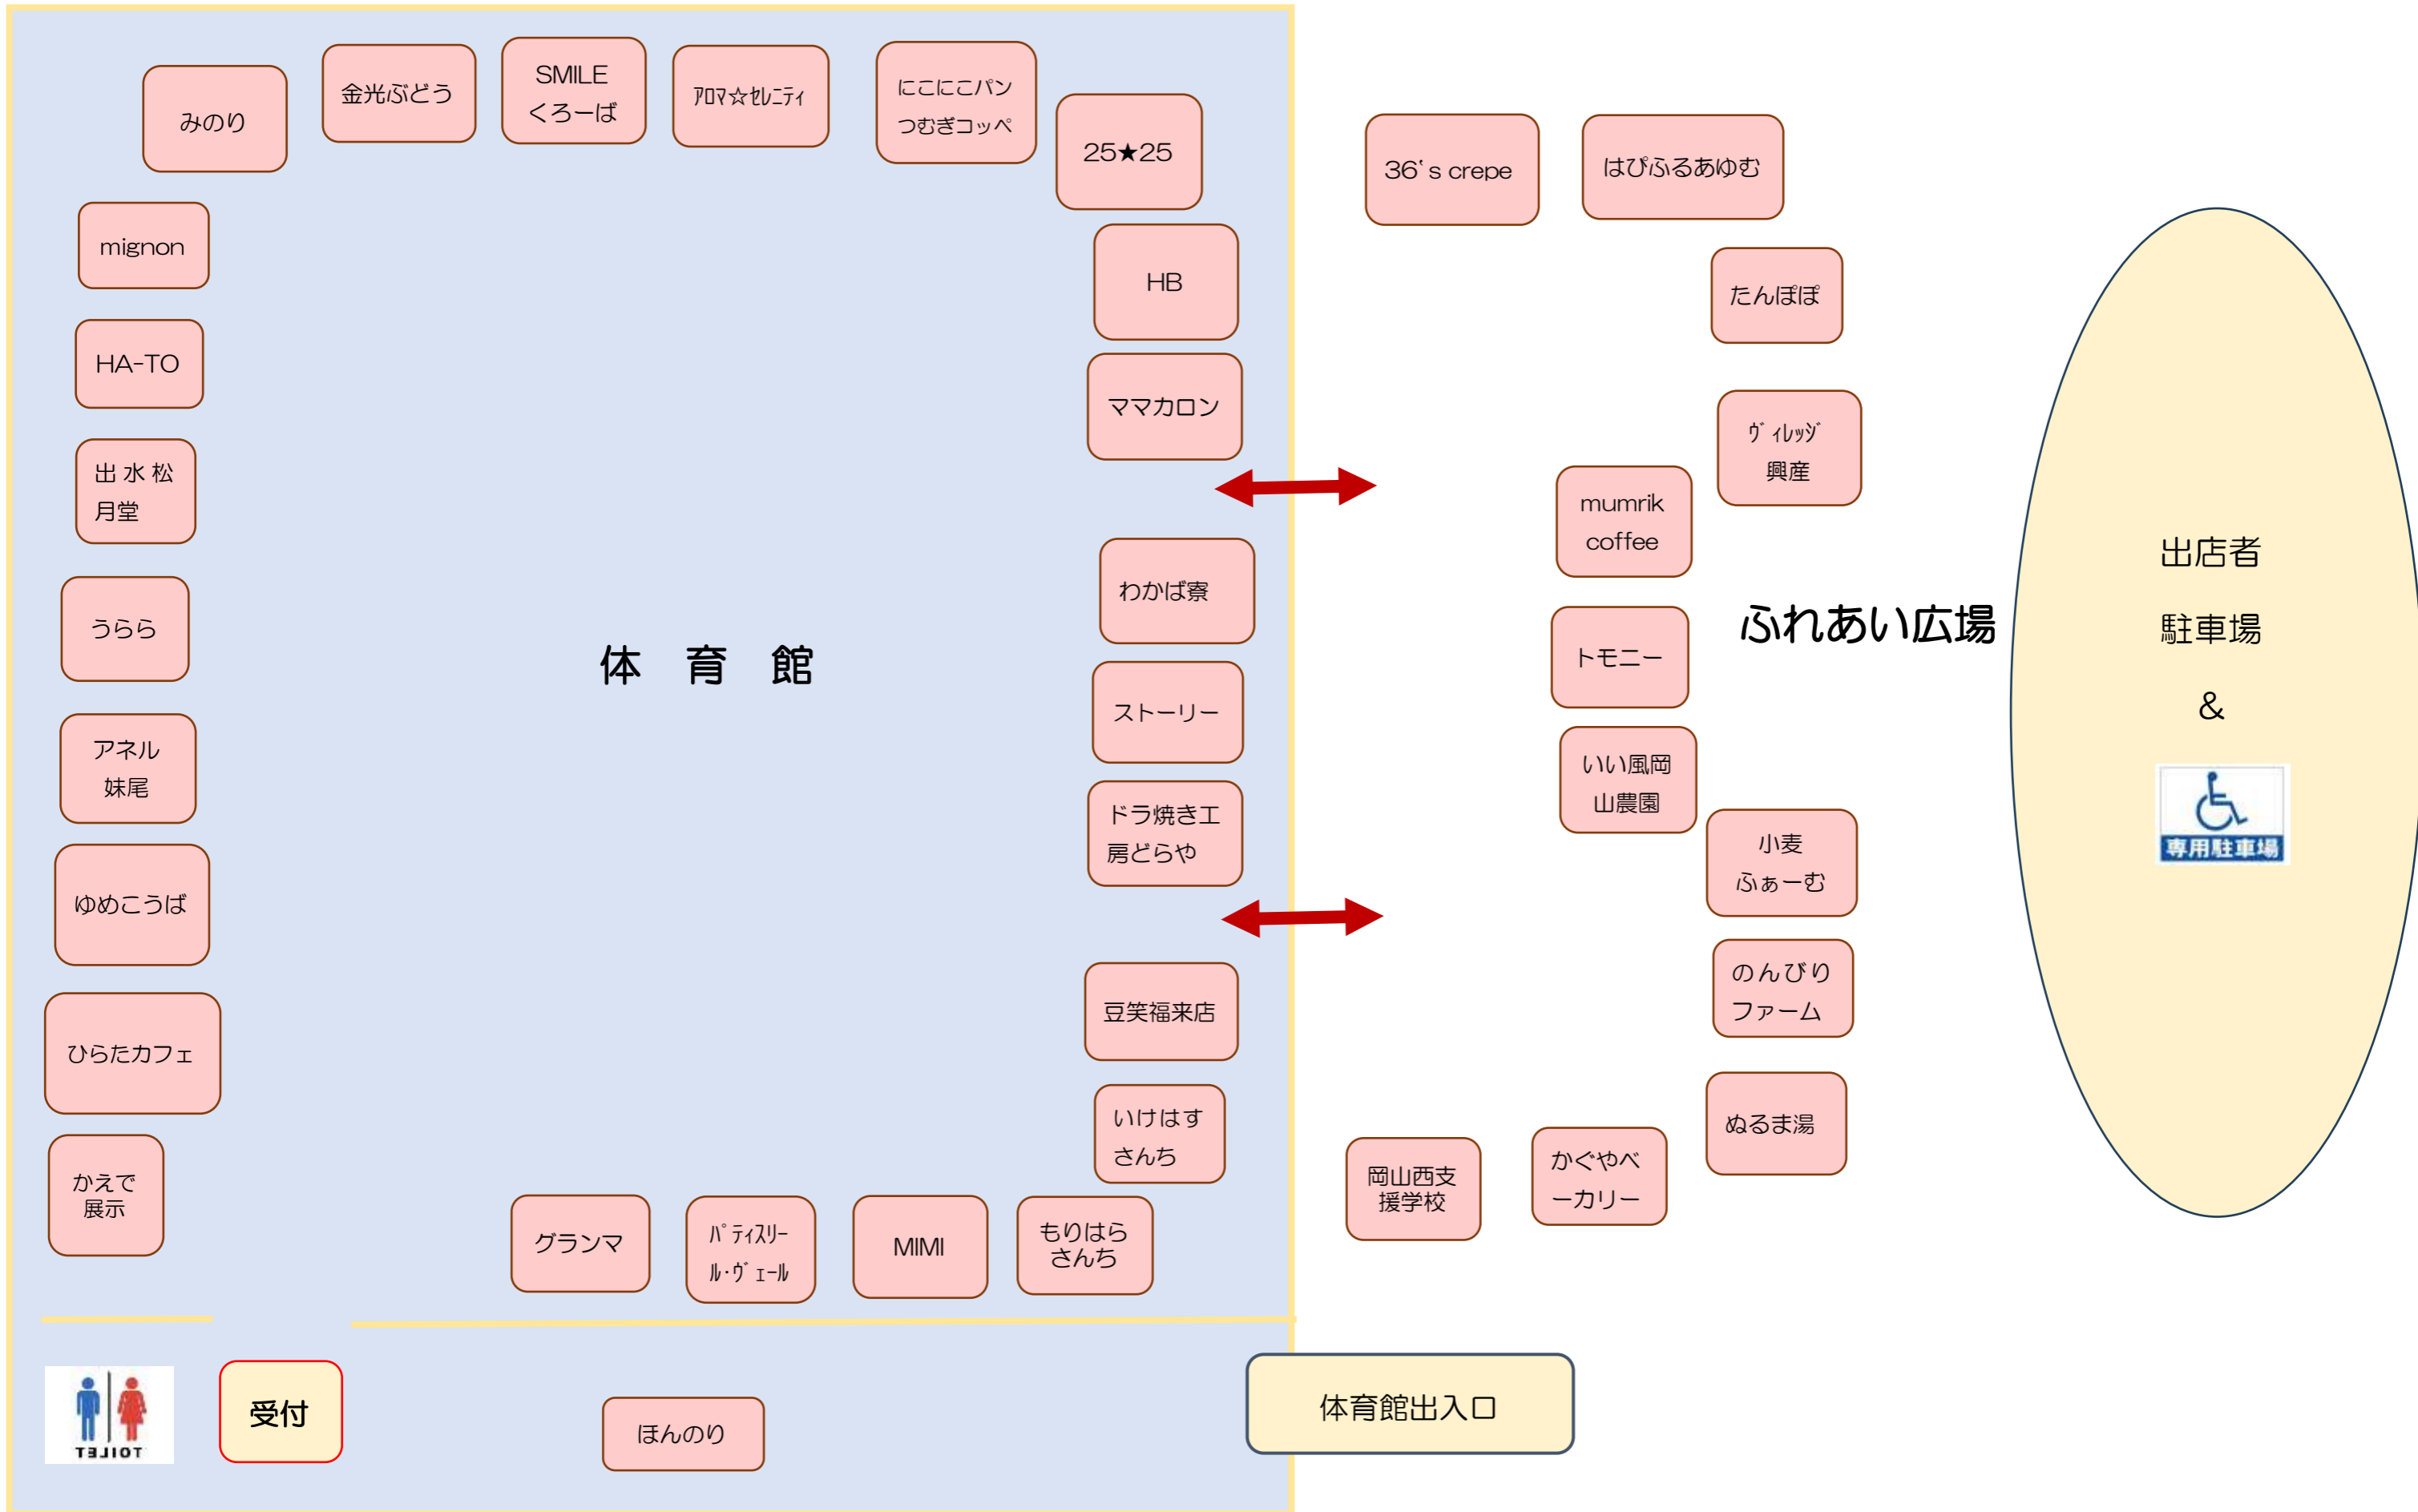 みのり
金光ぶどう
SMILE
くろーば
ｱﾛﾏ☆ｾﾚﾆﾃｨ
にこにこパン
つむぎコッペ
25★25
36‘s crepe
はぴふるあゆむ
mignon
HB
たんぽぽ
HA-TO
ママカロン
ｳﾞｨﾚｯｼﾞ
興産
出水松
月堂
mumrik
coffee
わかば寮
うらら
体 育 館
ストーリー
トモニー
ふれあい広場
出店者
駐車場
&
専用駐車場
アネル
妹尾
ドラ焼き工
房どらや
いい風岡
山農園
小麦
ふぁーむ
ゆめこうば
のんびり
ファーム
豆笑福来店
ひらたカフェ
いけはす
さんち
ぬるま湯
かえで
展示
岡山西支
援学校
かぐやベ
ーカリー
グランマ
ﾊﾟﾃｨｽﾘｰ
ﾙ･ｳﾞｪｰﾙ
MIMI
もりはら
さんち
TOILET
受付
ほんのり
体育館出入口